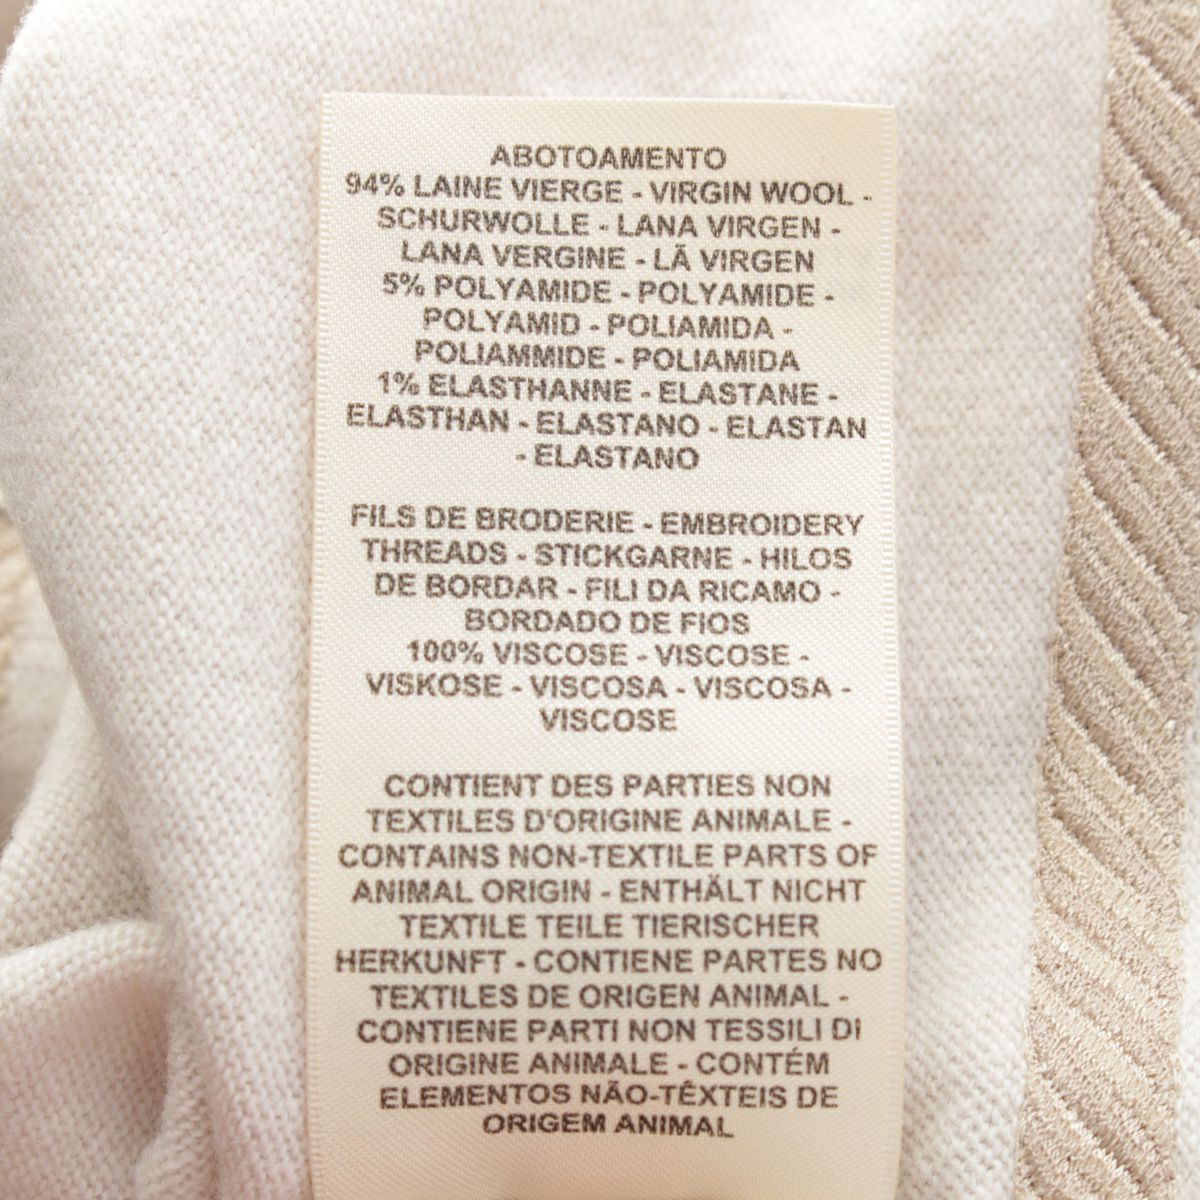 ABOTOAMENTO
94% LAINE VIERGE - VIRGIN WOOL -
SCHURWOLLE - LANA VIRGEN -
LANA VERGINE - LÃ VIRGEN
5% POLYAMIDE - POLYAMIDE -
POLYAMID - POLIAMIDA -
POLIAMMIDE - POLIAMIDA
1% ELASTHANNE - ELASTANE -
ELASTHAN - ELASTANO - ELASTAN
- ELASTANO
FILS DE BRODERIE - EMBROIDERY
THREADS - STICKGARNE - HILOS
DE BORDAR - FILI DA RICAMO -
BORDADO DE FIOS
100% VISCOSE - VISCOSE -
VISKOSE - VISCOSA - VISCOSA -
VISCOSE
CONTIENT DES PARTIES NON
TEXTILES D'ORIGINE ANIMALE -
CONTAINS NON-TEXTILE PARTS OF
ANIMAL ORIGIN - ENTHÄLT NICHT
TEXTILE TEILE TIERISCHER
HERKUNFT - CONTIENE PARTES NO
TEXTILES DE ORIGEN ANIMAL -
CONTIENE PARTI NON TESSILI DI
ORIGINE ANIMALE - CONTÉM
ELEMENTOS NÃO-TÊXTEIS DE
ORIGEM ANIMAL